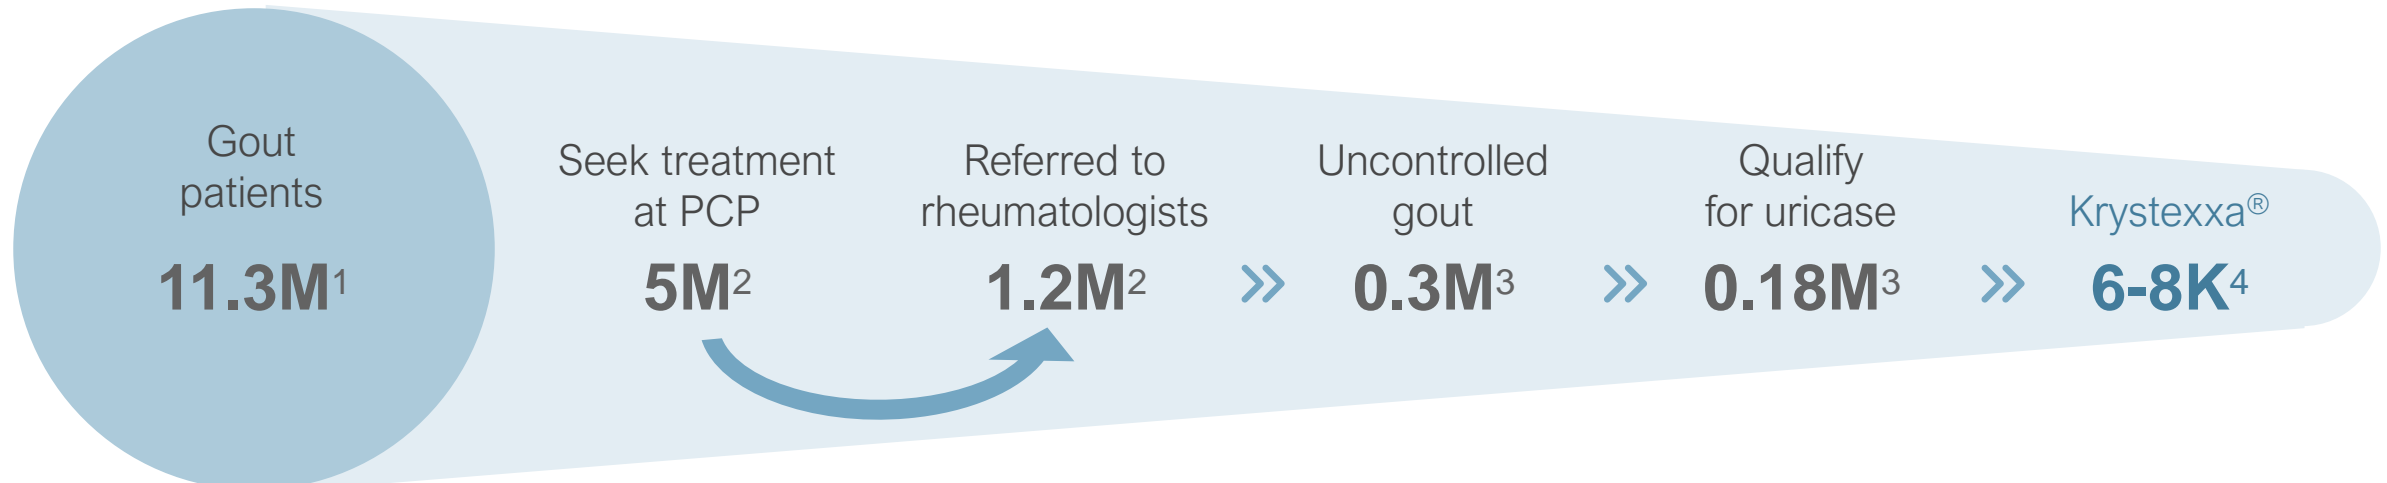 Gout
patients
11.3M1
Seek treatment
at PCP
5M2
Referred to
rheumatologists
1.2M2
Uncontrolled
gout
0.3M3
Qualify
for uricase
0.18M3
Krystexxa®
6-8K4